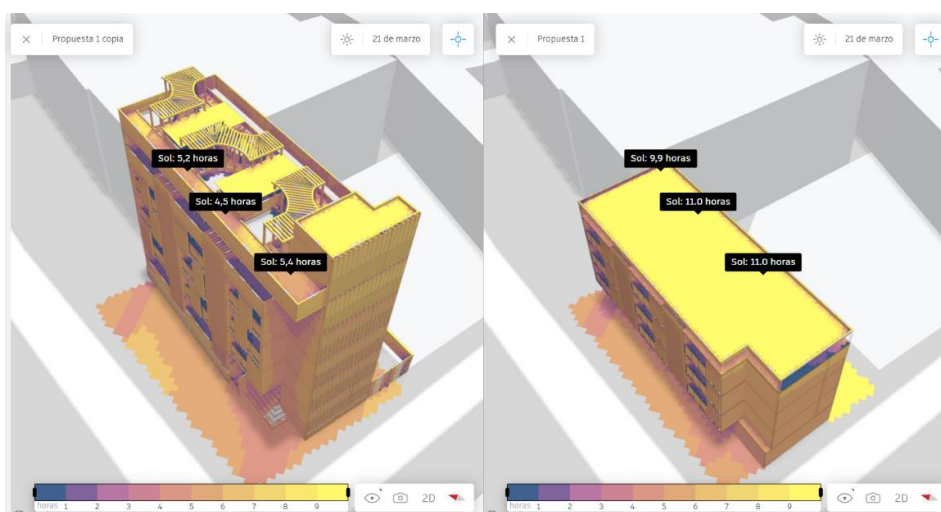 × Propuesta 1 copia
21 de marzo
Sol: 5,2 horas
Sol: 4,5 horas
Sol: 5,4 horas
horas 1 2 3 4 5 6 7 8 9
2D
× Propuesta 1
21 de marzo
Sol: 9,9 horas
Sol: 11.0 horas
Sol: 11.0 horas
horas 1 2 3 4 5 6 7 8 9
2D